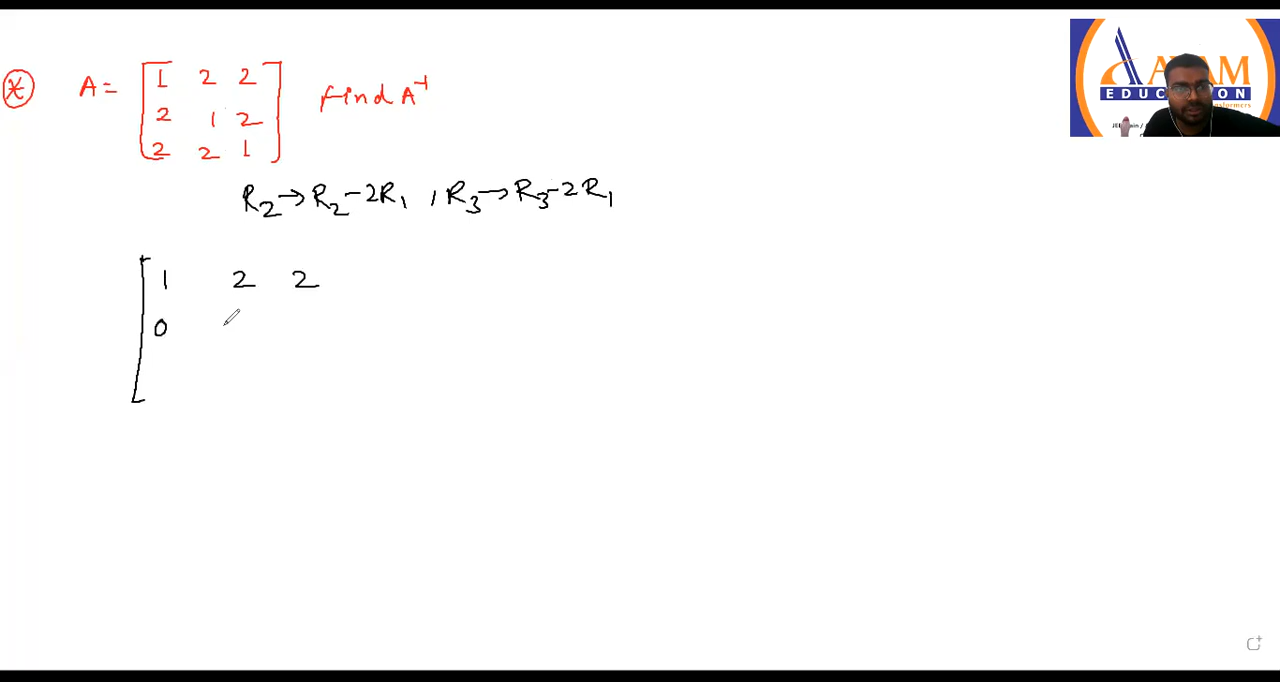 A = [ 1 2 2 find A⁻¹
2 1 2
2 2 1 ]
R₂→R₂-2R₁ , R₃→R₃-2R₁
[ 1 2 2
0
AYAM
EDUCATION